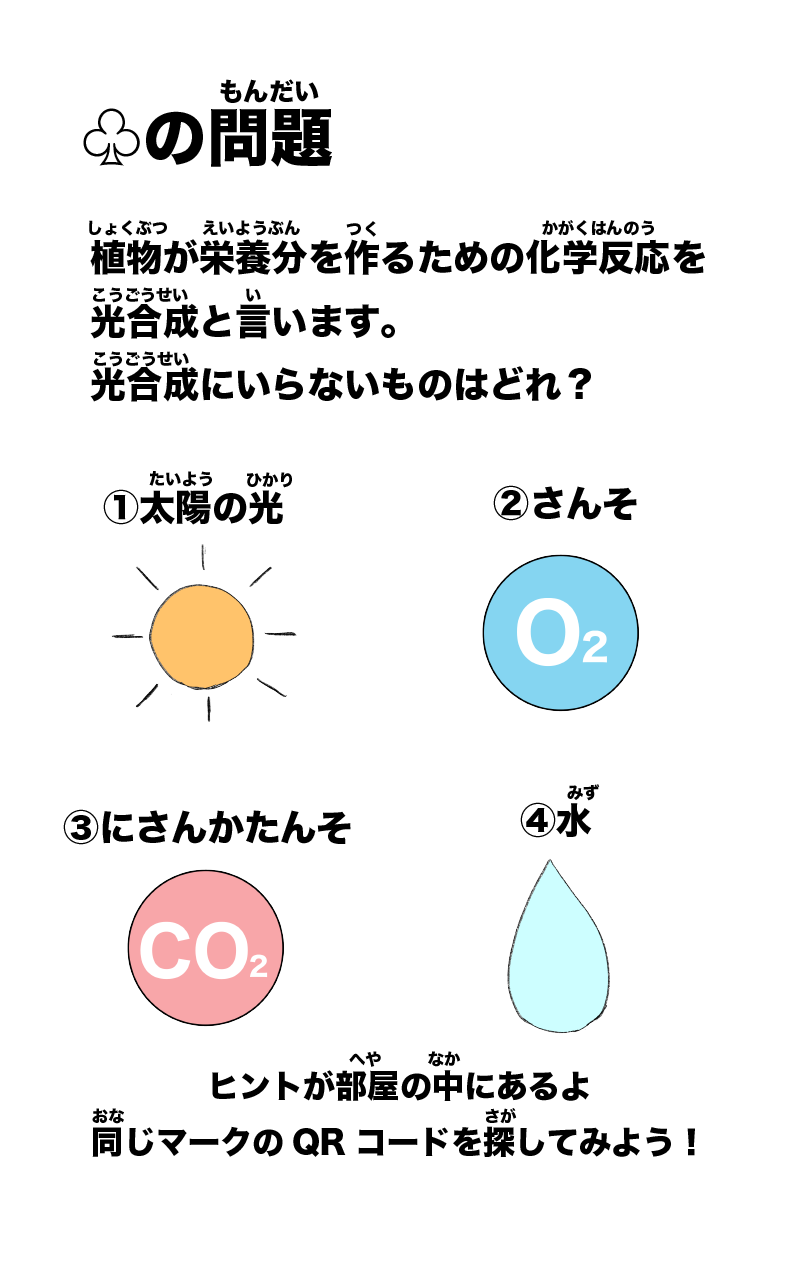 もんだい
♧の問題
しょくぶつ えいようぶん つく かがくはんのう
植物が栄養分を作るための化学反応を
こうごうせい い
光合成と言います。
こうごうせい
光合成にいらないものはどれ？
たいよう ひかり
①太陽の光
②さんそ
O2
③にさんかたんそ
みず
④水
CO2
へや なか
ヒントが部屋の中にあるよ
おな さが
同じマークの QR コードを探してみよう！